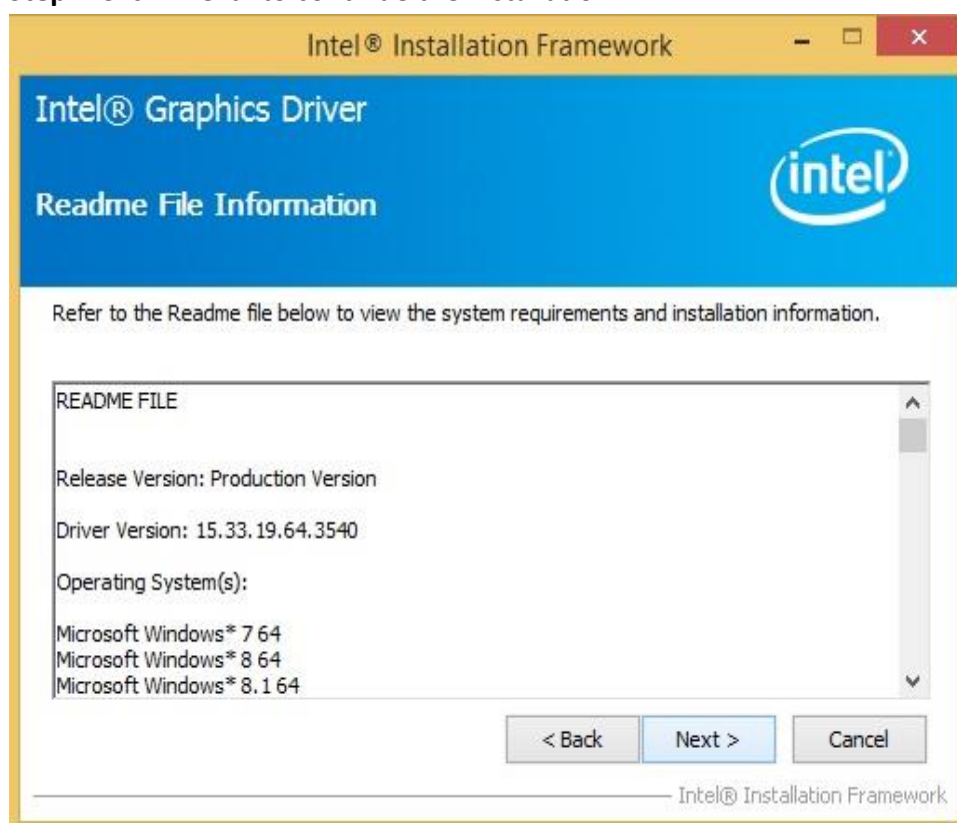 Intel® Installation Framework
Intel® Graphics Driver
intel
Readme File Information
Refer to the Readme file below to view the system requirements and installation information.
README FILE
Release Version: Production Version
Driver Version: 15.33.19.64.3540
Operating System(s):
Microsoft Windows* 7 64
Microsoft Windows* 8 64
Microsoft Windows* 8.1 64
< Back Next > Cancel
Intel® Installation Framework